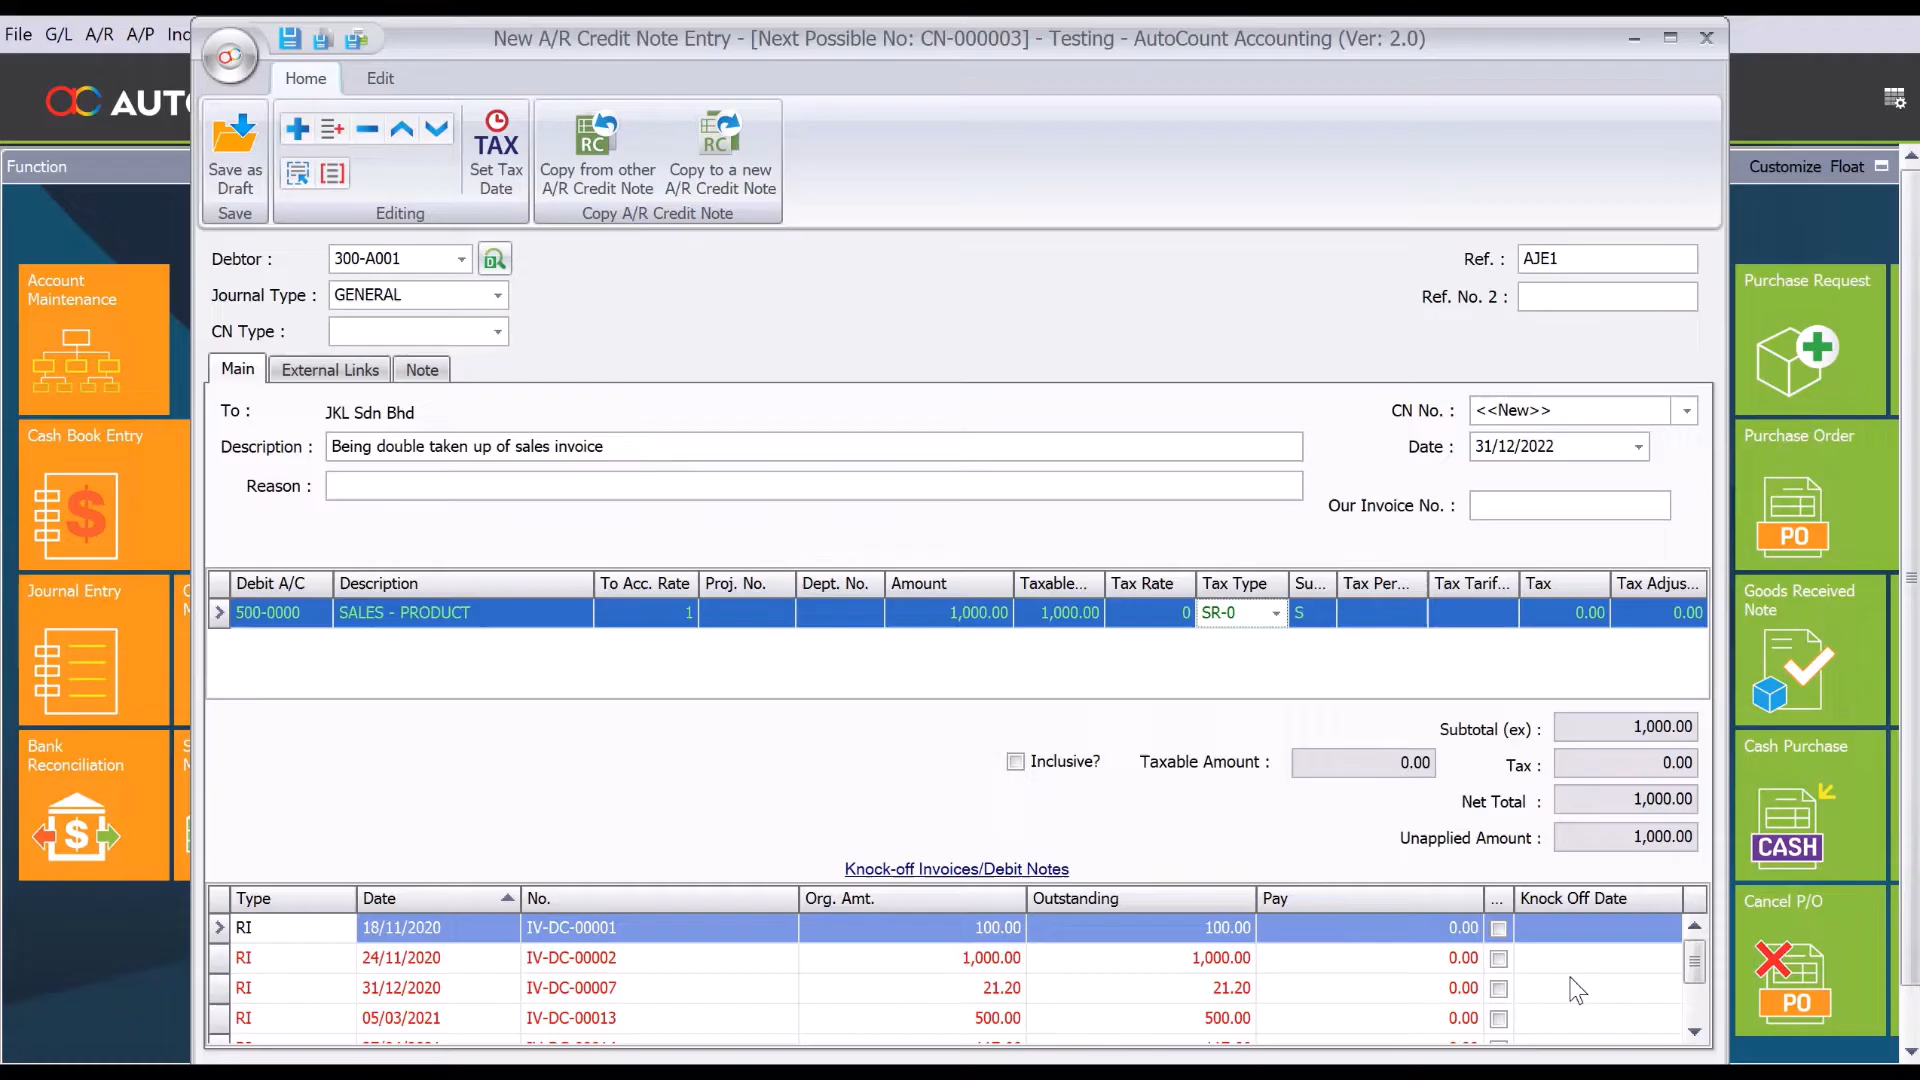 File G/L A/R A/P
New A/R Credit Note Entry - [Next Possible No: CN-000003] - Testing - AutoCount Accounting (Ver: 2.0)
Home Edit
Save as Draft
Save
Editing
TAX
Set Tax Date
RC
Copy from other A/R Credit Note
RC
Copy to a new A/R Credit Note
Copy A/R Credit Note
Function
Customize Float
Account Maintenance
Cash Book Entry
Journal Entry
Bank Reconciliation
Debtor : 300-A001
Ref. : AJE1
Journal Type : GENERAL
Ref. No. 2 :
CN Type :
Main External Links Note
To : JKL Sdn Bhd
CN No. : <<New>>
Description : Being double taken up of sales invoice
Date : 31/12/2022
Reason :
Our Invoice No. :
Debit A/C Description To Acc. Rate Proj. No. Dept. No. Amount Taxable... Tax Rate Tax Type Su... Tax Per... Tax Tarif... Tax Tax Adjus...
500-0000 SALES - PRODUCT 1 1,000.00 1,000.00 0 SR-0 S 0.00 0.00
Subtotal (ex) : 1,000.00
Inclusive? Taxable Amount : 0.00
Tax : 0.00
Net Total : 1,000.00
Unapplied Amount : 1,000.00
Knock-off Invoices/Debit Notes
Type Date No. Org. Amt. Outstanding Pay ... Knock Off Date
RI 18/11/2020 IV-DC-00001 100.00 100.00 0.00
RI 24/11/2020 IV-DC-00002 1,000.00 1,000.00 0.00
RI 31/12/2020 IV-DC-00007 21.20 21.20 0.00
RI 05/03/2021 IV-DC-00013 500.00 500.00 0.00
Purchase Request
Purchase Order
PO
Goods Received Note
Cash Purchase
CASH
Cancel P/O
PO